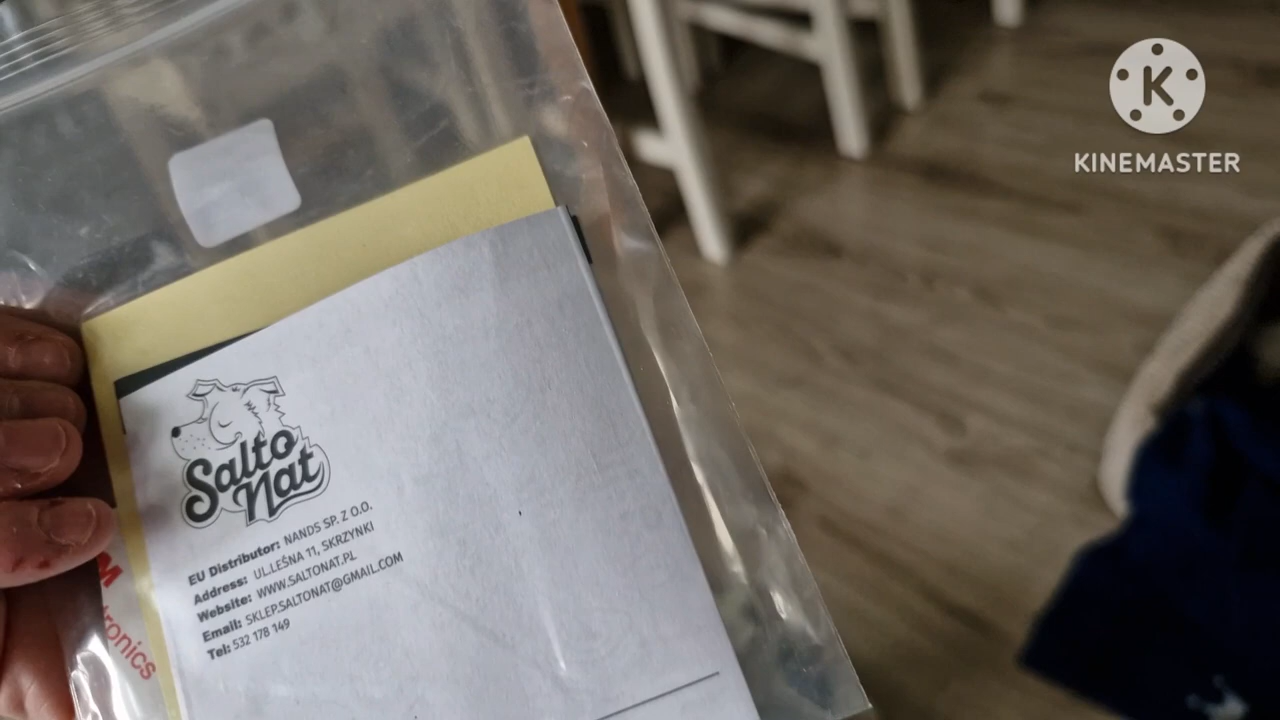 KINEMASTER
Salto
Nat
EU Distributor: NANDS SP. Z O.O.
Address: UL.LEŚNA 11, SKRZYNKI
Website: WWW.SALTONAT.PL
Email: SKLEP.SALTONAT@GMAIL.COM
Tel: 532 178 149